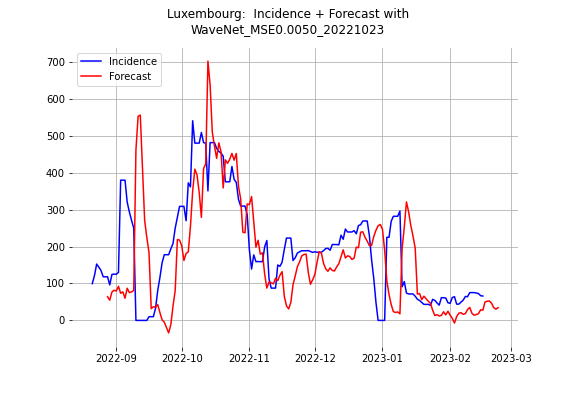 Luxembourg:  Incidence + Forecast with
WaveNet_MSE0.0050_20221023
Incidence
Forecast
700
600
500
400
300
200
100
0
2022-09 2022-10 2022-11 2022-12 2023-01 2023-02 2023-03